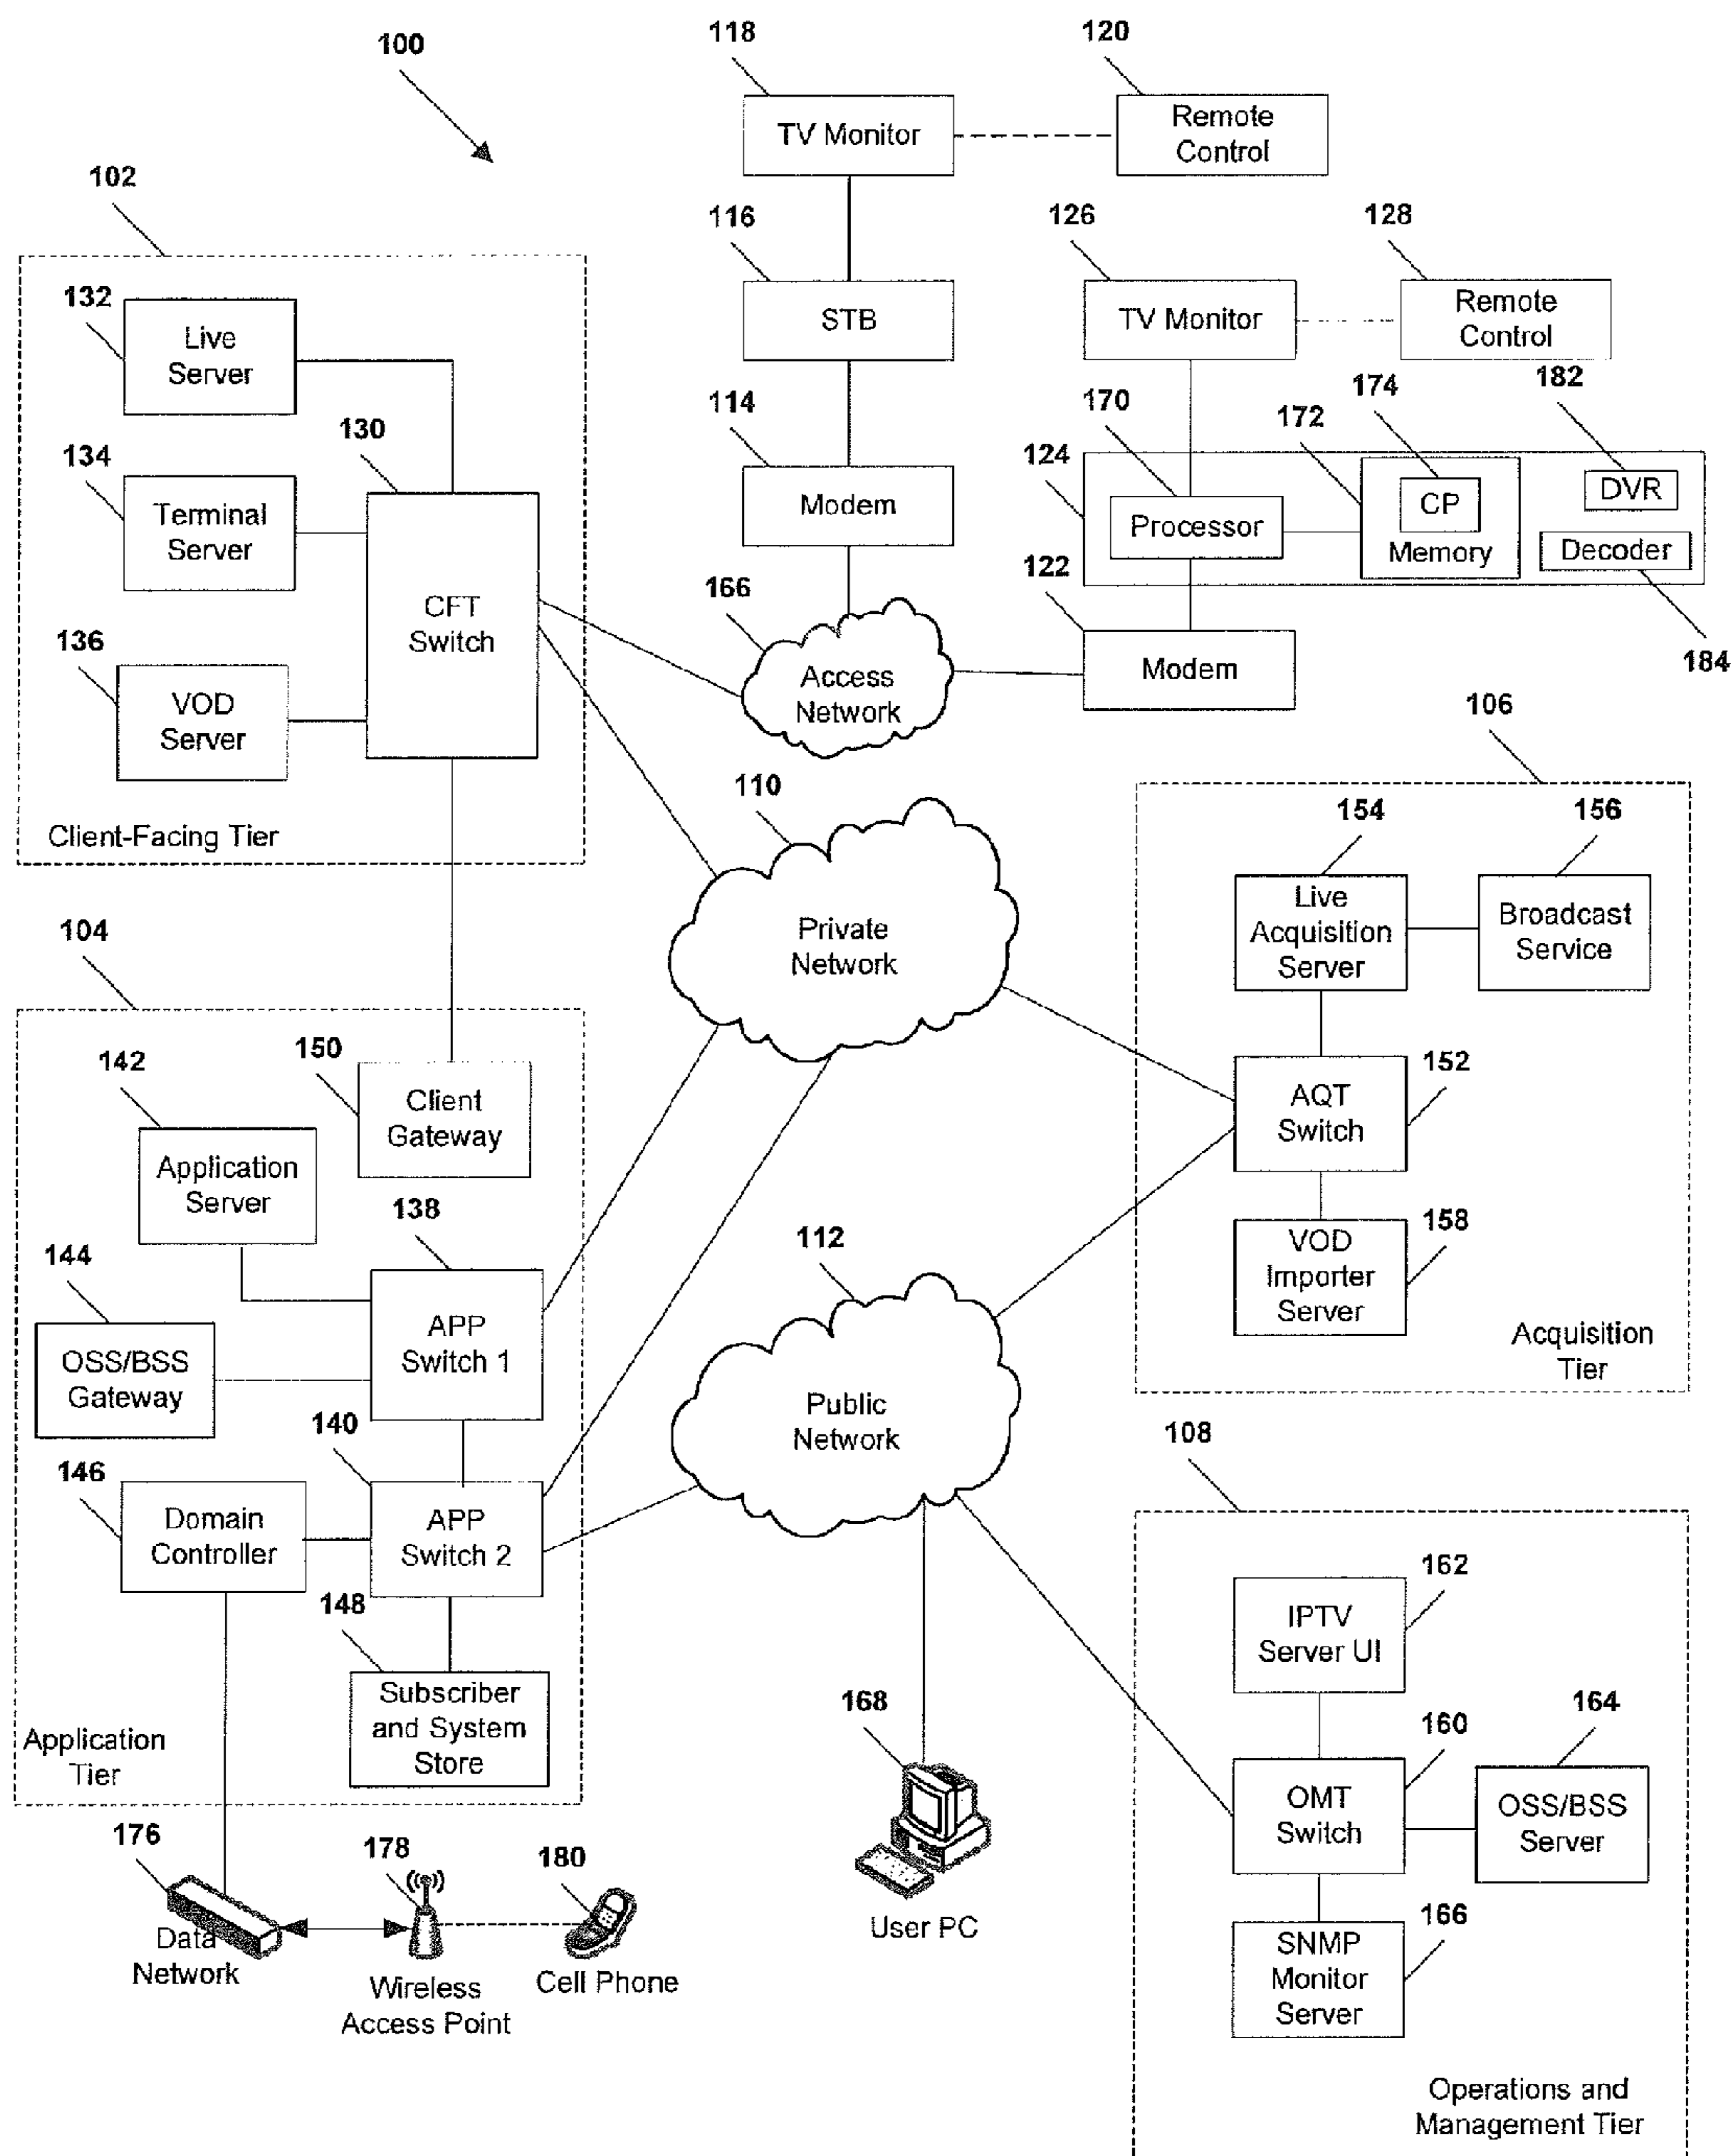 100
118
120
TV Monitor
Remote
Control
102
116
126
128
132
Live
Server
STB
TV Monitor
Remote
Control
134
Terminal
Server
130
114
170
172
174
182
124
Modem
Processor
CP
Memory
DVR
Decoder
184
136
VOD
Server
CFT
Switch
166
Access
Network
122
Modem
Client-Facing Tier
110
Private
Network
106
154
156
Live
Acquisition
Server
Broadcast
Service
AQT
Switch
152
VOD
Importer
Server
158
Acquisition
Tier
104
142
150
Client
Gateway
Application
Server
138
144
OSS/BSS
Gateway
APP
Switch 1
140
146
Domain
Controller
APP
Switch 2
148
Subscriber
and System
Store
Application
Tier
112
Public
Network
108
162
IPTV
Server UI
160
164
OMT
Switch
OSS/BSS
Server
166
SNMP
Monitor
Server
Operations and
Management Tier
168
User PC
176
Data
Network
178
Wireless
Access Point
180
Cell Phone